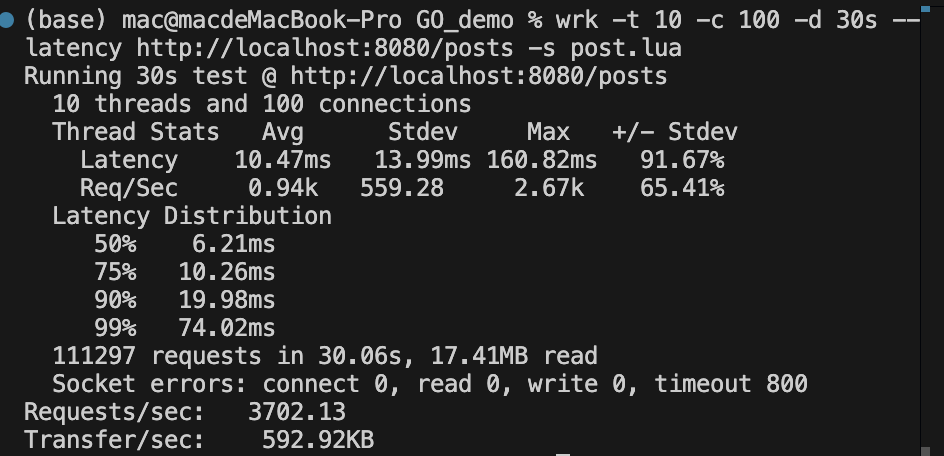 (base) mac@macdeMacBook-Pro GO_demo % wrk -t 10 -c 100 -d 30s --
latency http://localhost:8080/posts -s post.lua
Running 30s test @ http://localhost:8080/posts
  10 threads and 100 connections
  Thread Stats   Avg      Stdev     Max   +/- Stdev
    Latency    10.47ms   13.99ms 160.82ms   91.67%
    Req/Sec     0.94k   559.28     2.67k    65.41%
  Latency Distribution
     50%    6.21ms
     75%   10.26ms
     90%   19.98ms
     99%   74.02ms
  111297 requests in 30.06s, 17.41MB read
  Socket errors: connect 0, read 0, write 0, timeout 800
Requests/sec:   3702.13
Transfer/sec:    592.92KB